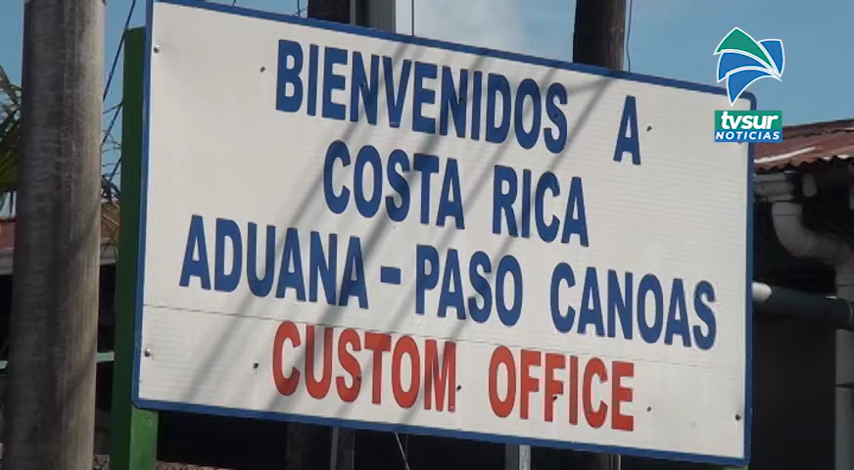 BIENVENIDOS A
COSTA RICA
ADUANA - PASO CANOAS
CUSTOM OFFICE
tvsur
NOTICIAS